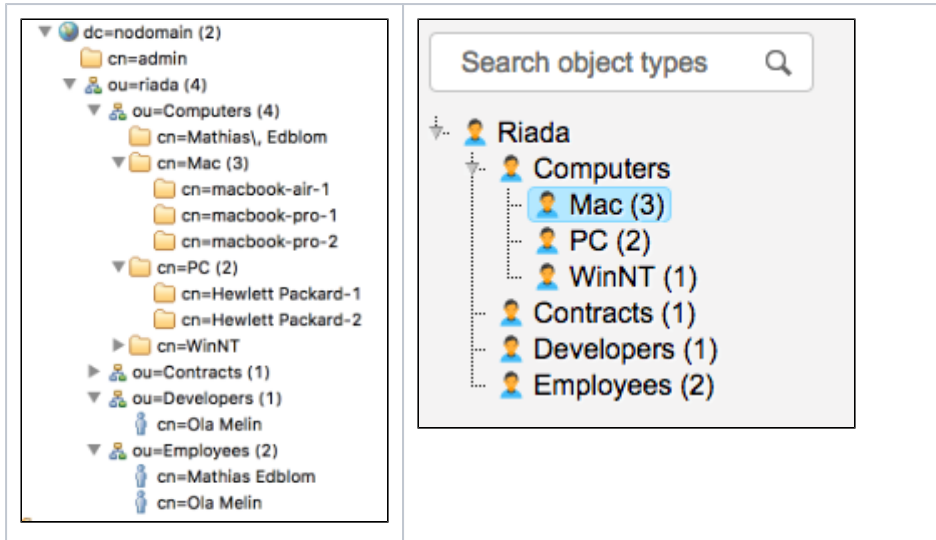 dc=nodomain (2)
cn=admin
ou=riada (4)
ou=Computers (4)
cn=Mathias\, Edblom
cn=Mac (3)
cn=macbook-air-1
cn=macbook-pro-1
cn=macbook-pro-2
cn=PC (2)
cn=Hewlett Packard-1
cn=Hewlett Packard-2
cn=WinNT
ou=Contracts (1)
ou=Developers (1)
cn=Ola Melin
ou=Employees (2)
cn=Mathias Edblom
cn=Ola Melin
Search object types
Riada
Computers
Mac (3)
PC (2)
WinNT (1)
Contracts (1)
Developers (1)
Employees (2)